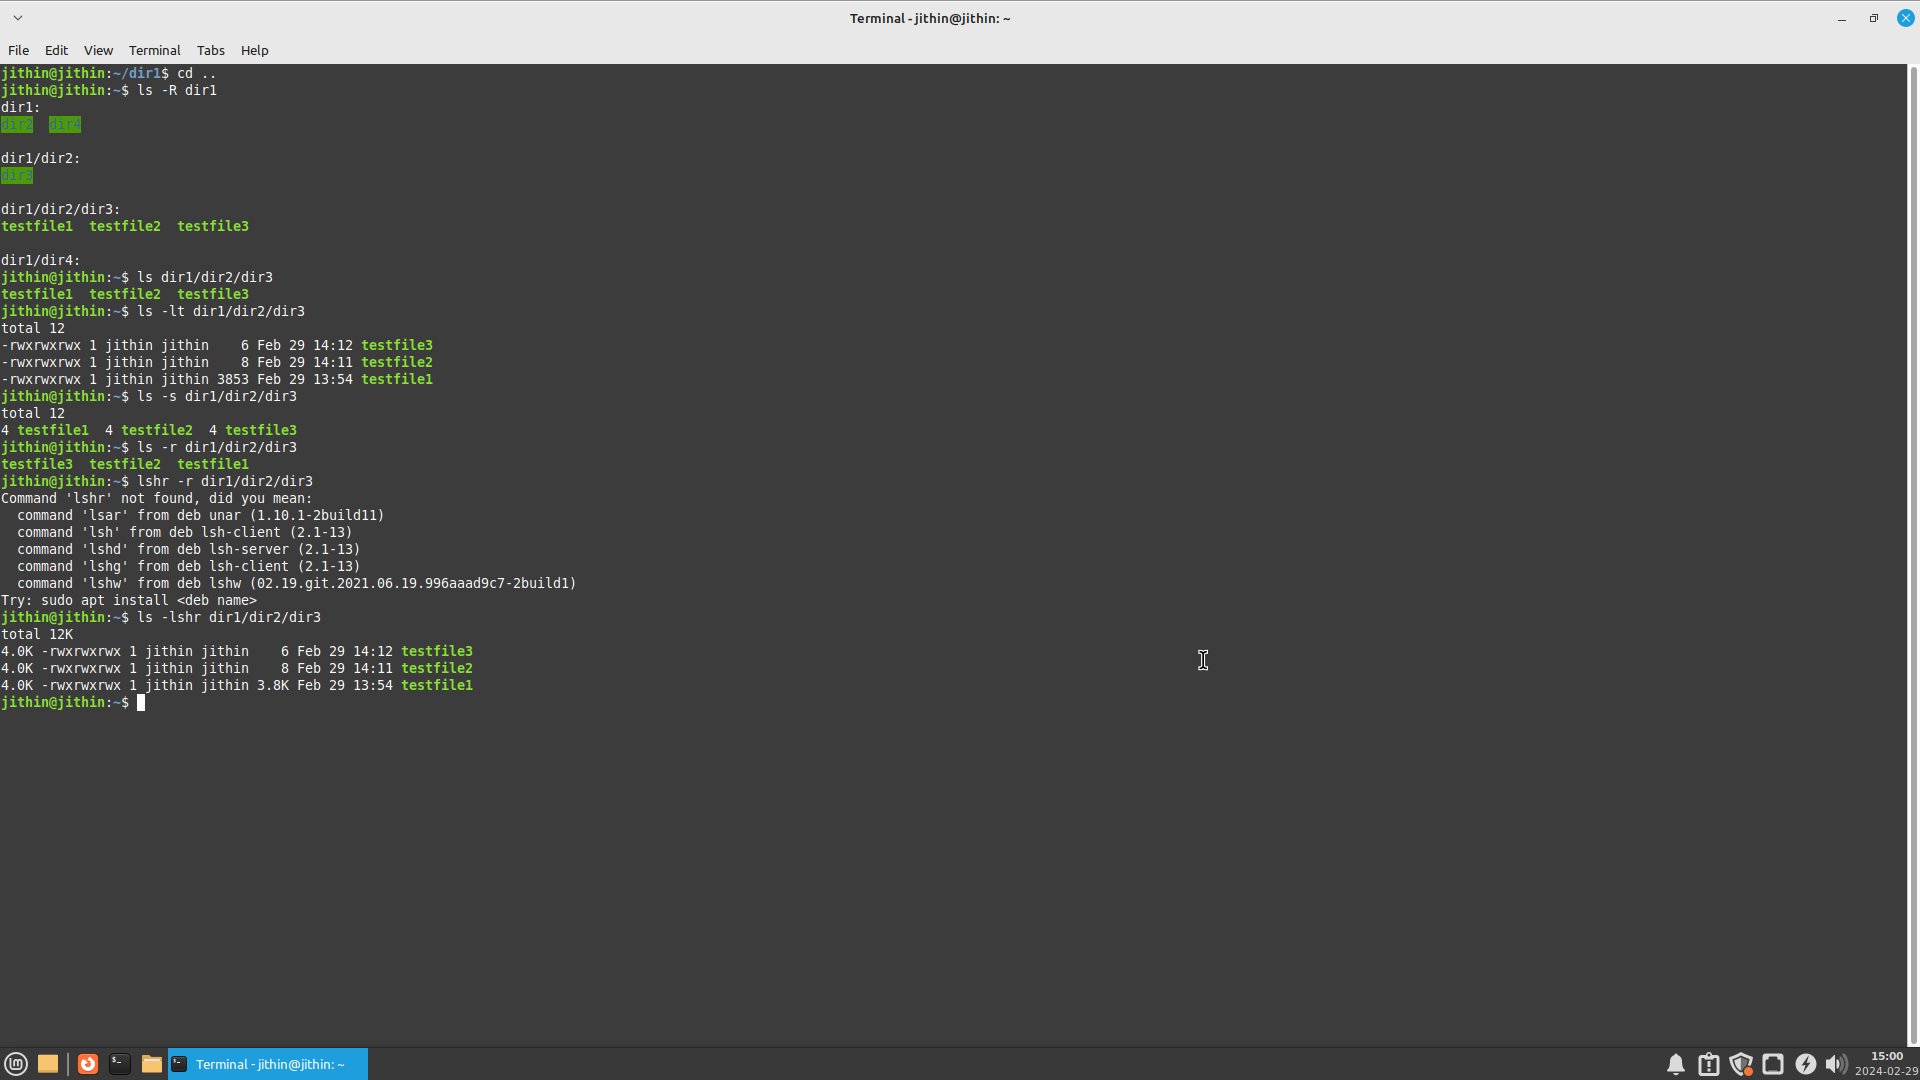 Terminal - jithin@jithin: ~
File Edit View Terminal Tabs Help
jithin@jithin:~/dir1$ cd ..
jithin@jithin:~$ ls -R dir1
dir1:
dir2  dir4
dir1/dir2:
dir3
dir1/dir2/dir3:
testfile1  testfile2  testfile3
dir1/dir4:
jithin@jithin:~$ ls dir1/dir2/dir3
testfile1  testfile2  testfile3
jithin@jithin:~$ ls -lt dir1/dir2/dir3
total 12
-rwxrwxrwx 1 jithin jithin    6 Feb 29 14:12 testfile3
-rwxrwxrwx 1 jithin jithin    8 Feb 29 14:11 testfile2
-rwxrwxrwx 1 jithin jithin 3853 Feb 29 13:54 testfile1
jithin@jithin:~$ ls -s dir1/dir2/dir3
total 12
4 testfile1  4 testfile2  4 testfile3
jithin@jithin:~$ ls -r dir1/dir2/dir3
testfile3  testfile2  testfile1
jithin@jithin:~$ lshr -r dir1/dir2/dir3
Command 'lshr' not found, did you mean:
  command 'lsar' from deb unar (1.10.1-2build11)
  command 'lsh' from deb lsh-client (2.1-13)
  command 'lshd' from deb lsh-server (2.1-13)
  command 'lshg' from deb lsh-client (2.1-13)
  command 'lshw' from deb lshw (02.19.git.2021.06.19.996aaad9c7-2build1)
Try: sudo apt install <deb name>
jithin@jithin:~$ ls -lshr dir1/dir2/dir3
total 12K
4.0K -rwxrwxrwx 1 jithin jithin    6 Feb 29 14:12 testfile3
4.0K -rwxrwxrwx 1 jithin jithin    8 Feb 29 14:11 testfile2
4.0K -rwxrwxrwx 1 jithin jithin 3.8K Feb 29 13:54 testfile1
jithin@jithin:~$
Terminal - jithin@jithin: ~
15:00
2024-02-29